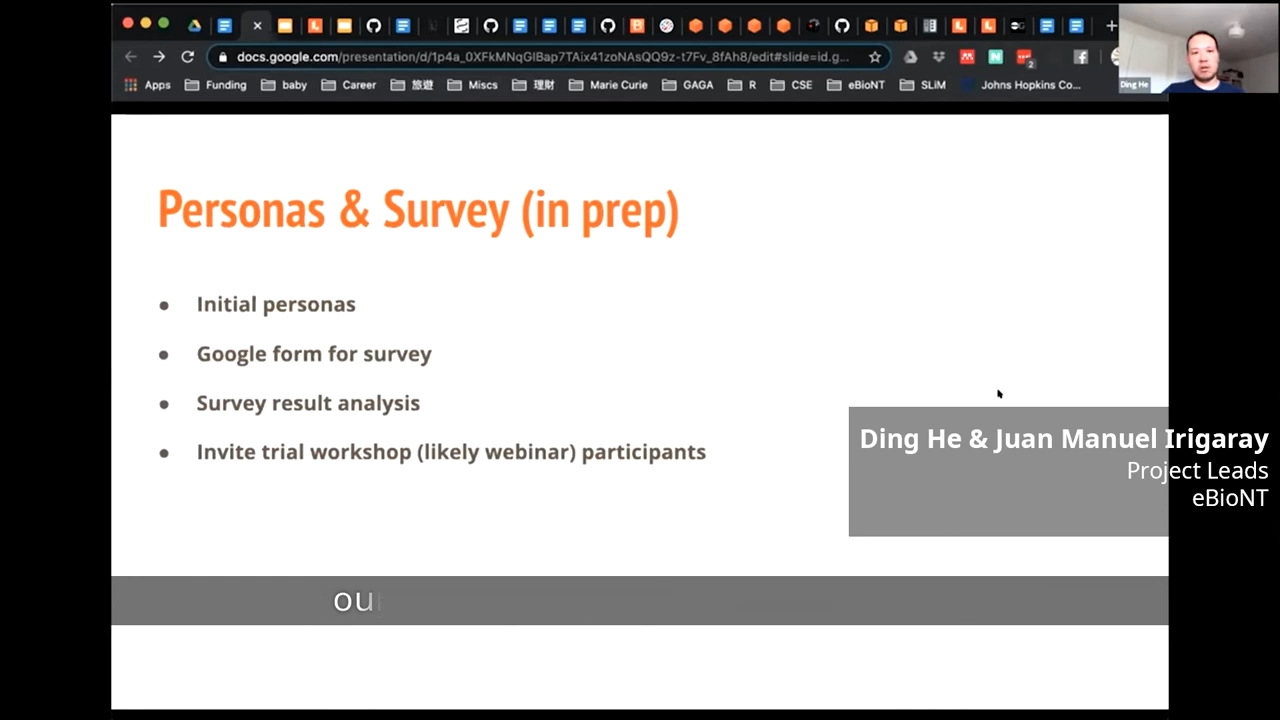 docs.google.com/presentation/d/1p4a_0XFkMNqGIBap7TAix41zoNAsQQ9z-t7Fv_8fAh8/edit#slide=id.g...
2
Ding He
Apps Funding baby Career 旅遊 Miscs 理財 Marie Curie GAGA R CSE eBioNT SLiM Johns Hopkins Co...
Personas & Survey (in prep)
● Initial personas
● Google form for survey
● Survey result analysis
● Invite trial workshop (likely webinar) participants
Ding He & Juan Manuel Irigaray
Project Leads
eBioNT
ou